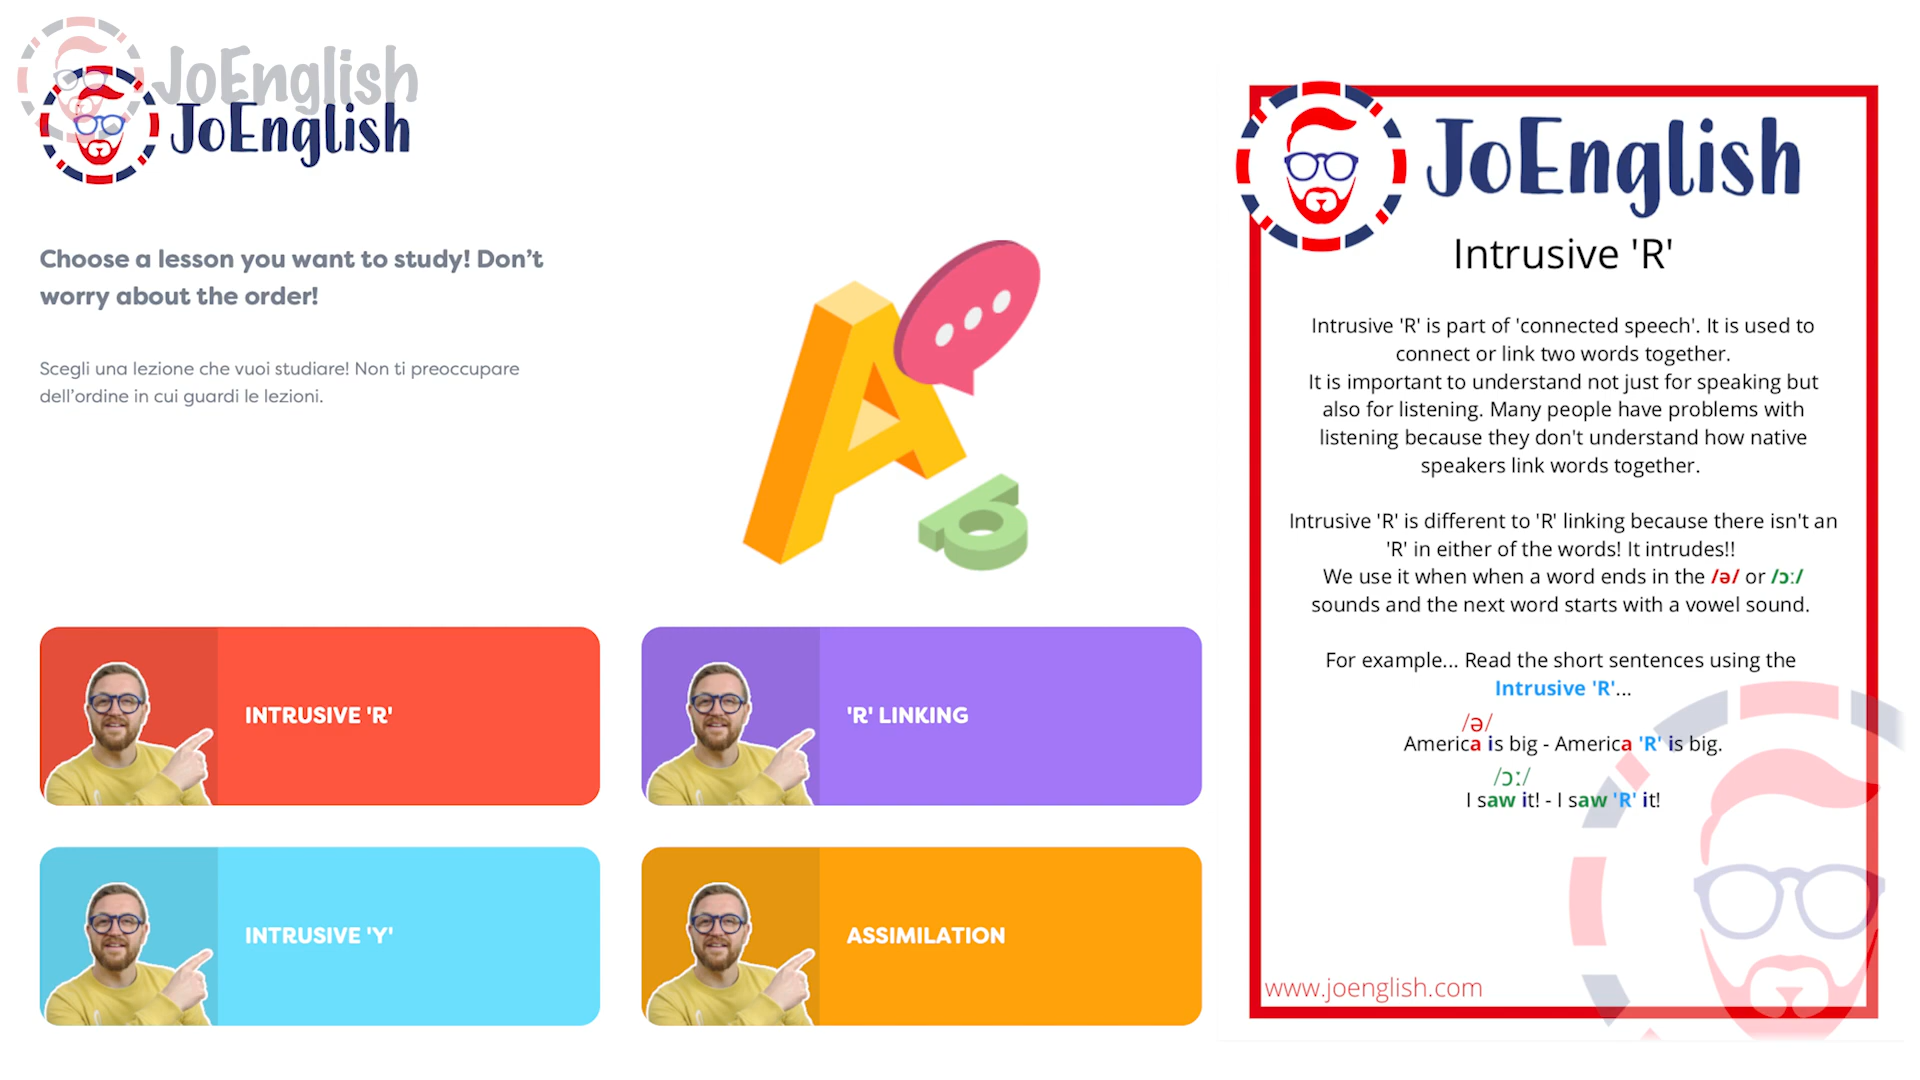 JoEnglish
JoEnglish
Choose a lesson you want to study! Don’t
worry about the order!
Scegli una lezione che vuoi studiare! Non ti preoccupare
dell’ordine in cui guardi le lezioni.
INTRUSIVE 'R'
'R' LINKING
INTRUSIVE 'Y'
ASSIMILATION
JoEnglish
Intrusive 'R'
Intrusive 'R' is part of 'connected speech'. It is used to
connect or link two words together.
It is important to understand not just for speaking but
also for listening. Many people have problems with
listening because they don't understand how native
speakers link words together.
Intrusive 'R' is different to 'R' linking because there isn't an
'R' in either of the words! It intrudes!!
We use it when when a word ends in the /ə/ or /ɔː/
sounds and the next word starts with a vowel sound.
For example... Read the short sentences using the
Intrusive 'R'...
/ə/
America is big - America 'R' is big.
/ɔː/
I saw it! - I saw 'R' it!
www.joenglish.com